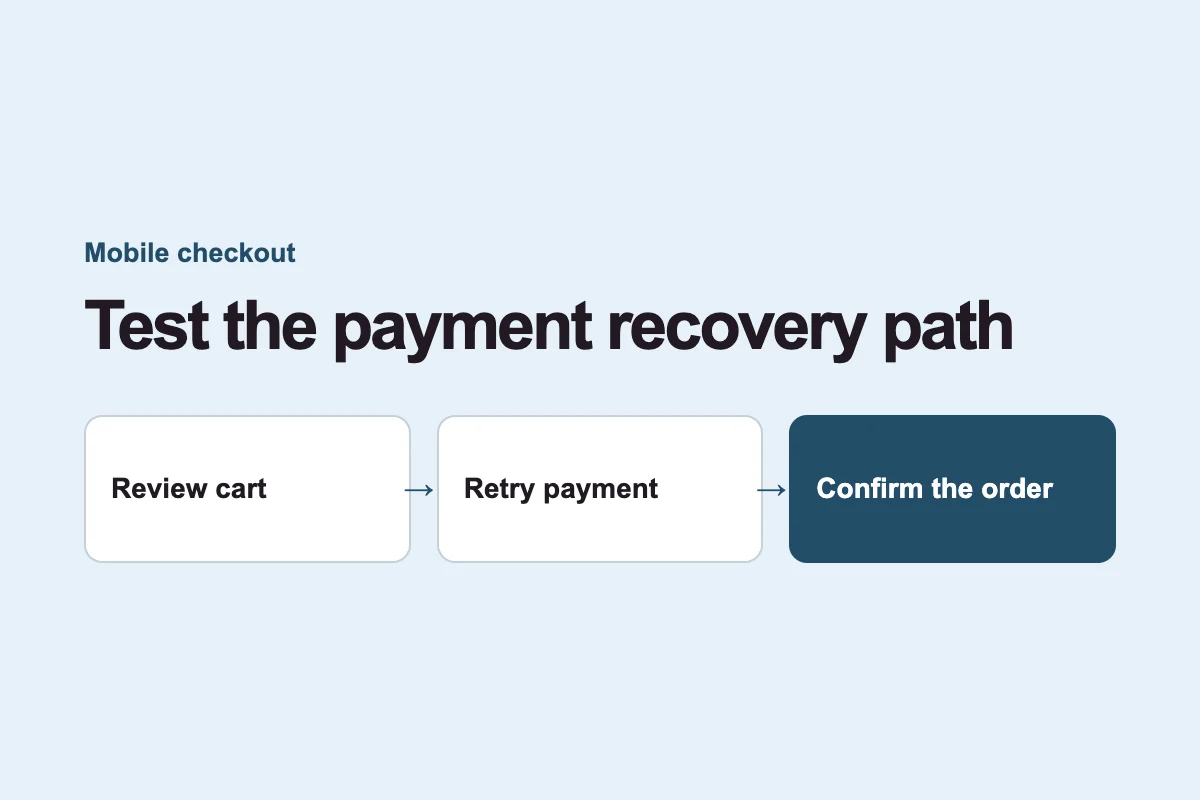 Mobile checkout
Test the payment recovery path
Review cart
→
Retry payment
→
Confirm the order